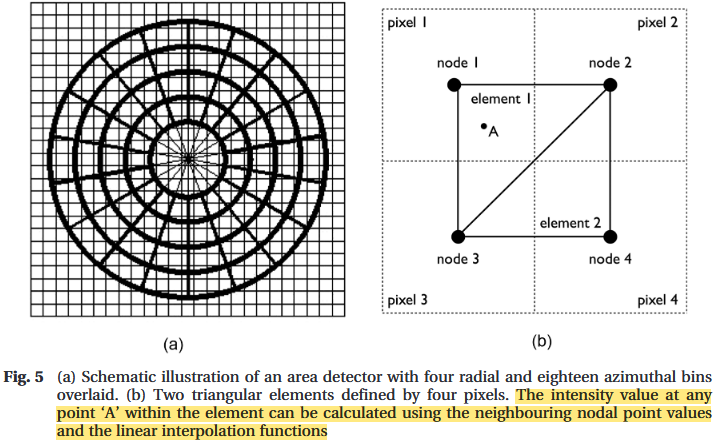 pixel 1
pixel 2
node 1
node 2
element 1
A
element 2
node 3
node 4
pixel 3
pixel 4
(a)
(b)
Fig. 5 (a) Schematic illustration of an area detector with four radial and eighteen azimuthal bins
overlaid. (b) Two triangular elements defined by four pixels. The intensity value at any
point ‘A’ within the element can be calculated using the neighbouring nodal point values
and the linear interpolation functions